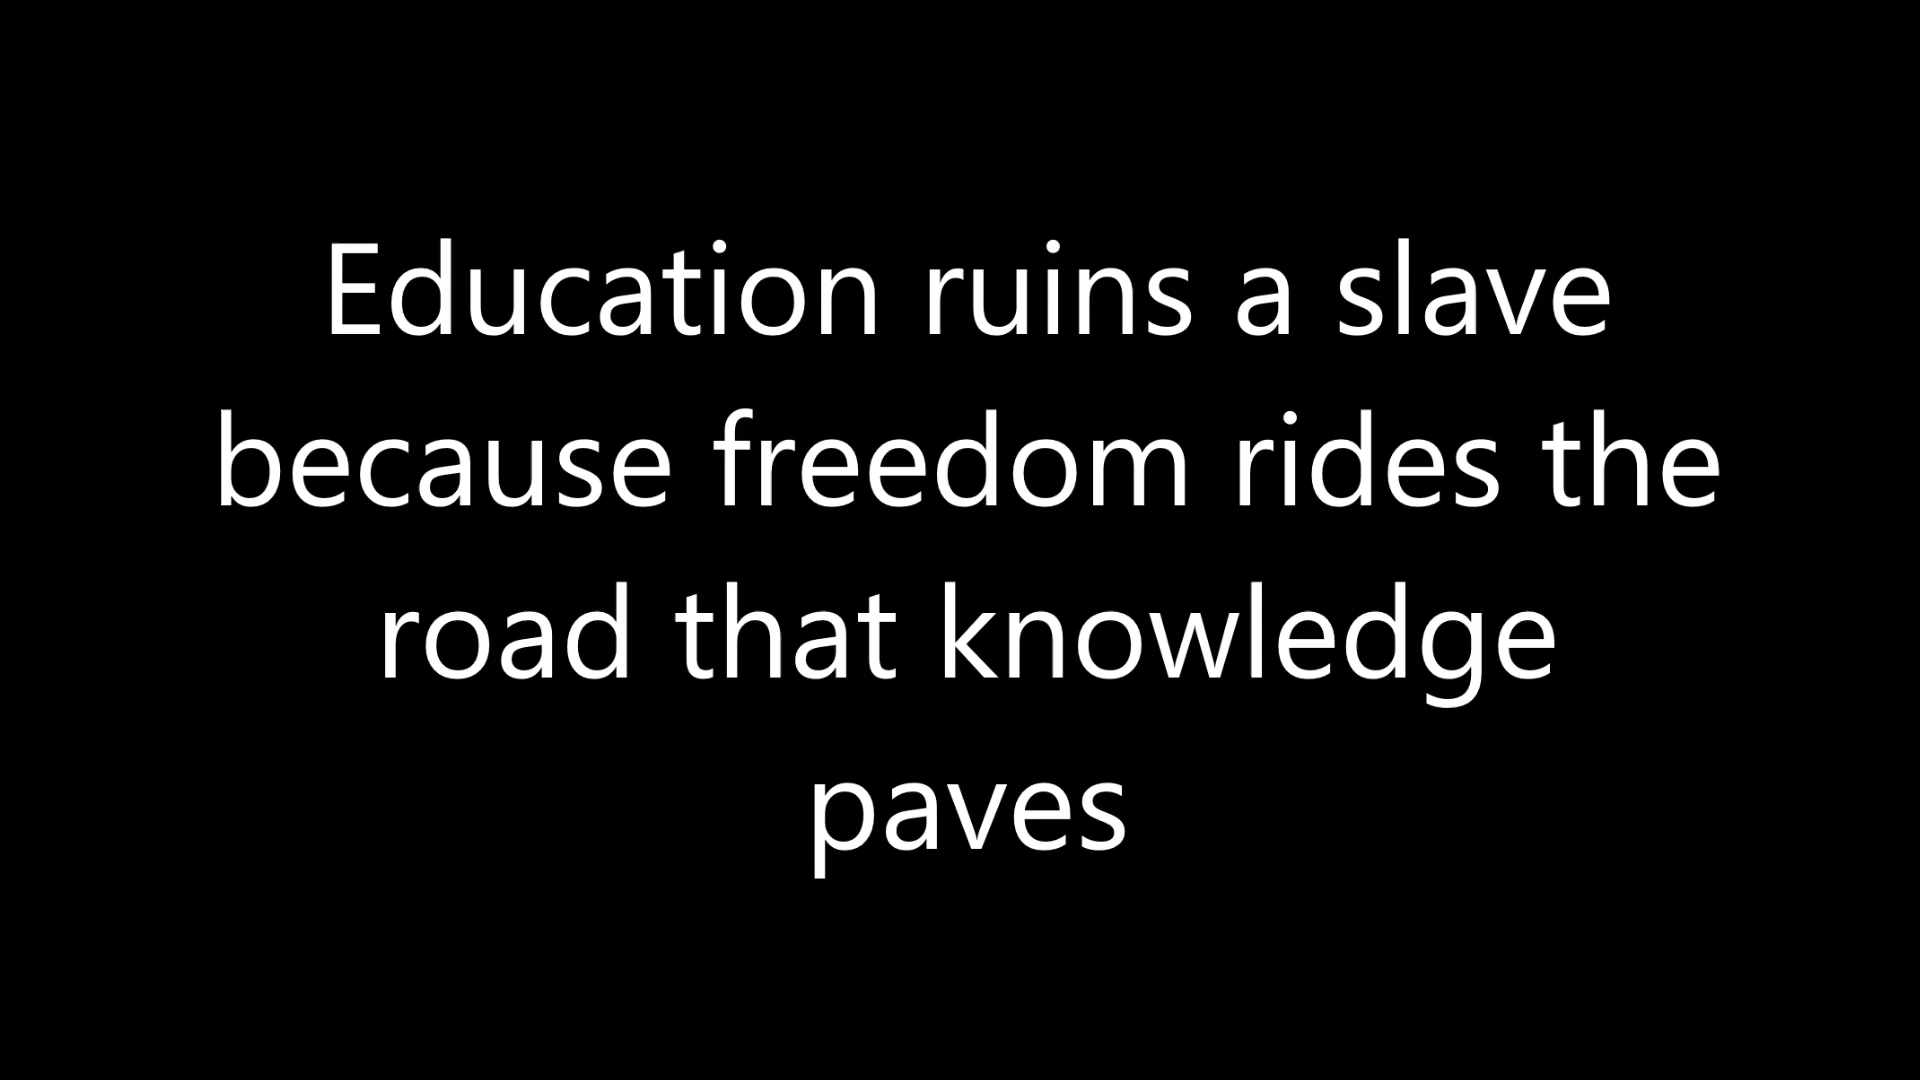 Education ruins a slave
because freedom rides the
road that knowledge
paves